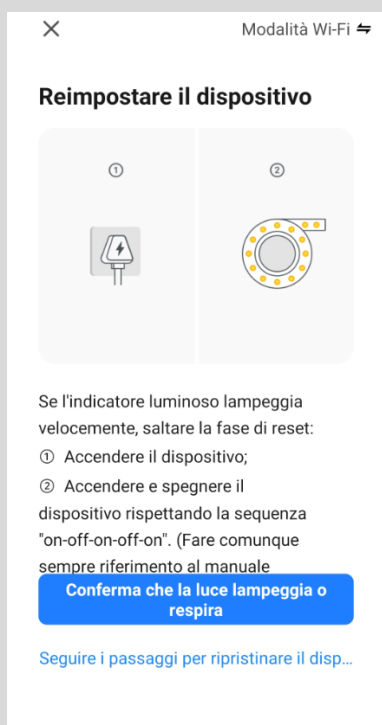 Modalità Wi-Fi
Reimpostare il dispositivo
① ②
Se l'indicatore luminoso lampeggia
velocemente, saltare la fase di reset:
① Accendere il dispositivo;
② Accendere e spegnere il
dispositivo rispettando la sequenza
"on-off-on-off-on". (Fare comunque
sempre riferimento al manuale
Conferma che la luce lampeggia o
respira
Seguire i passaggi per ripristinare il disp...